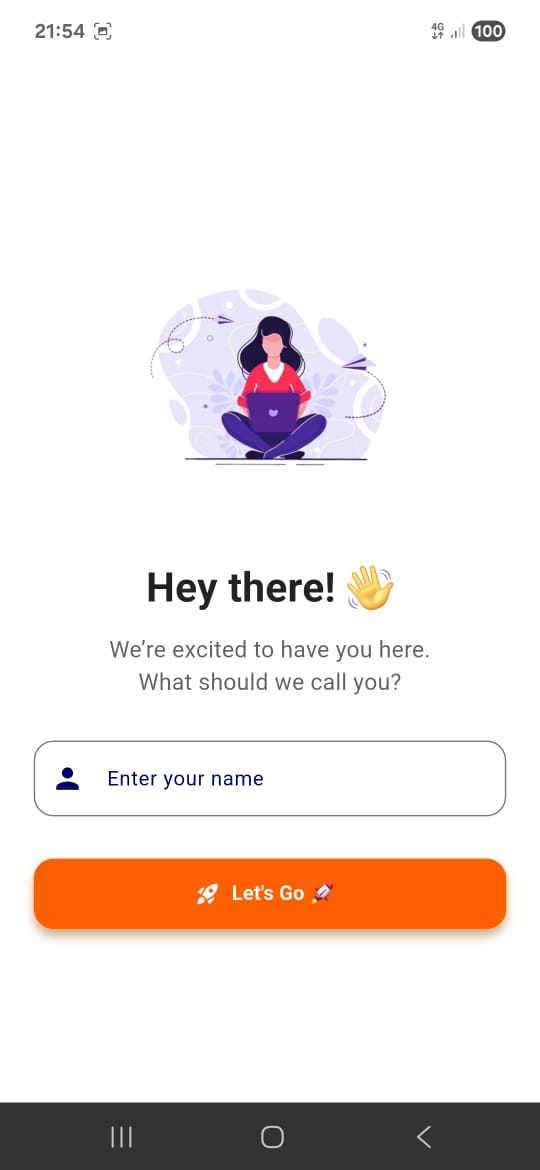 21:54
4G 100
Hey there! 👋
We’re excited to have you here.
What should we call you?
Enter your name
Let's Go 🚀